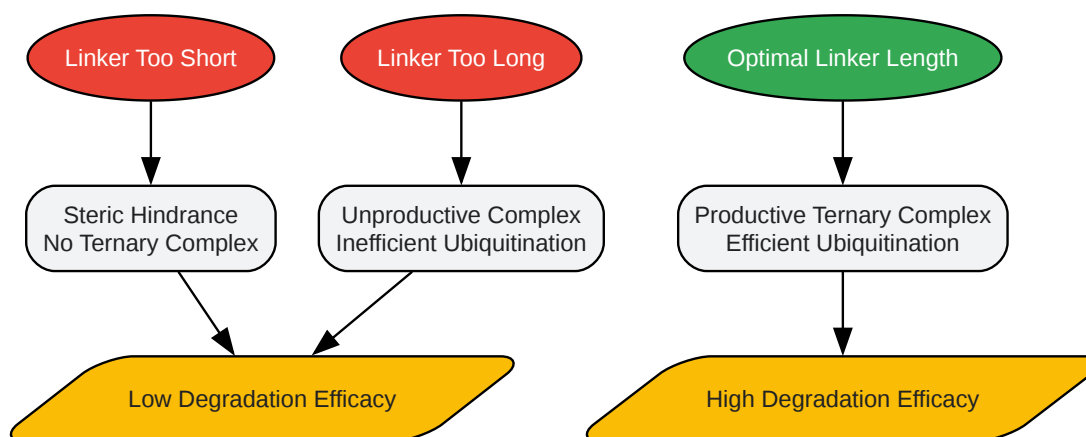 Linker Too Short
Linker Too Long
Optimal Linker Length
Steric Hindrance
No Ternary Complex
Unproductive Complex
Inefficient Ubiquitination
Productive Ternary Complex
Efficient Ubiquitination
Low Degradation Efficacy
High Degradation Efficacy